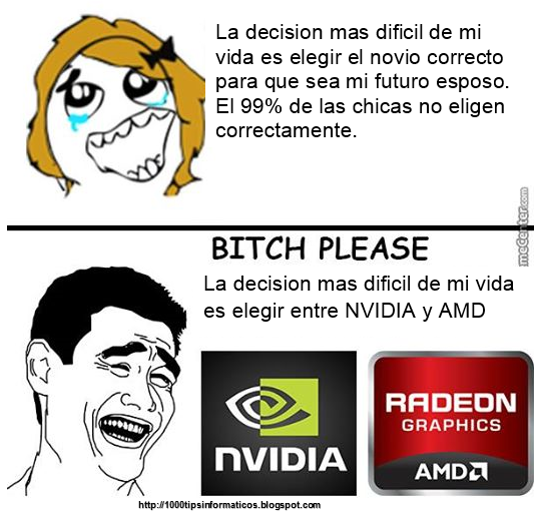 La decision mas dificil de mi
vida es elegir el novio correcto
para que sea mi futuro esposo.
El 99% de las chicas no eligen
correctamente.
mecenter.com
BITCH PLEASE
La decision mas dificil de mi vida
es elegir entre NVIDIA y AMD
nVIDIA
RADEON
GRAPHICS
AMD
http://1000tipsinformaticos.blogspot.com